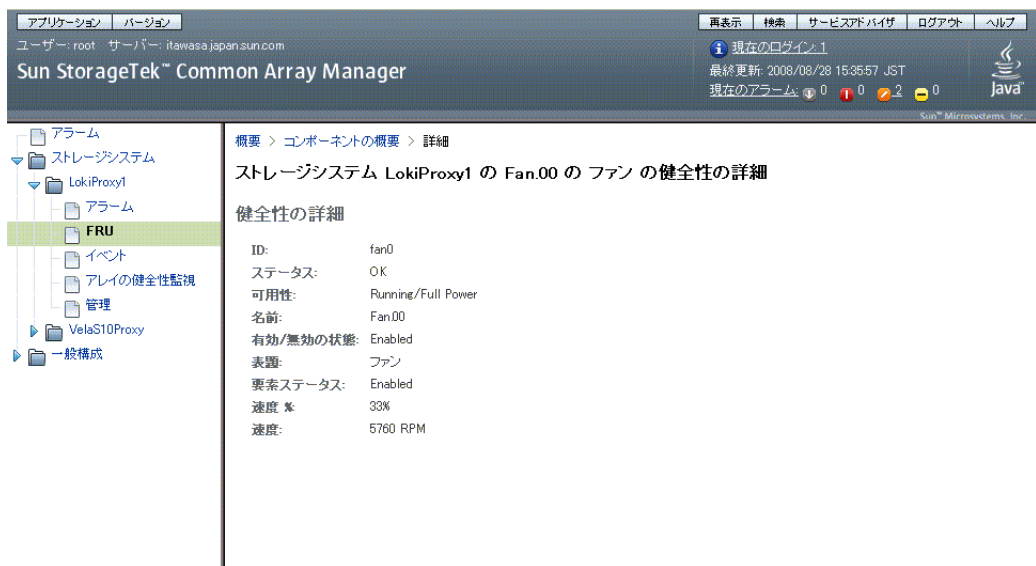 アプリケーション バージョン
再表示 検索 サービスアドバイザ ログアウト ヘルプ
ユーザー: root サーバー: itawasa.japan.sun.com
現在のログイン: 1
Sun StorageTek™ Common Array Manager
最終更新: 2008/08/28 15:35:57 JST
現在のアラーム: 0 0 2 0
Java™
Sun™ Microsystems, Inc.
アラーム
ストレージシステム
LokiProxy1
アラーム
FRU
イベント
アレイの健全性監視
管理
VelaS10Proxy
一般構成
概要 > コンポーネントの概要 > 詳細
ストレージシステム LokiProxy1 の Fan.00 の ファン の健全性の詳細
健全性の詳細
ID: fan0
ステータス: OK
可用性: Running/Full Power
名前: Fan.00
有効/無効の状態: Enabled
表題: ファン
要素ステータス: Enabled
速度 %: 33%
速度: 5760 RPM